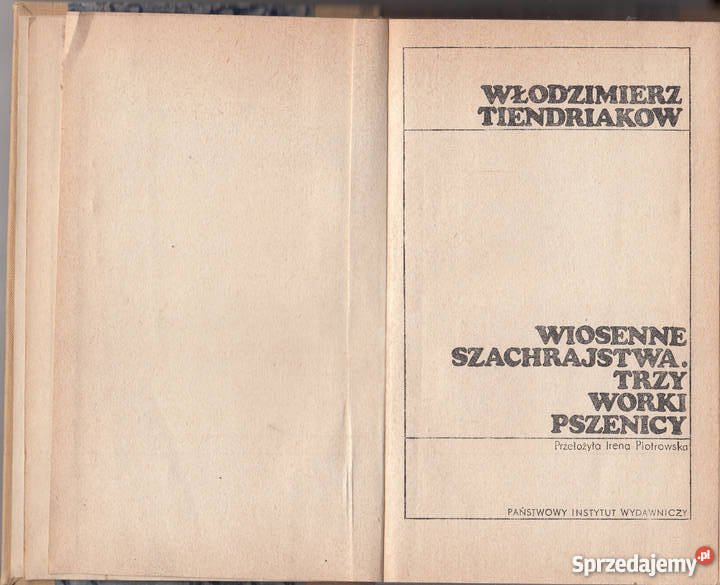 WŁODZIMIERZ
TIENDRIAKOW
WIOSENNE
SZACHRAJSTWA.
TRZY
WORKI
PSZENICY
Przełożyła Irena Piotrowska
PAŃSTWOWY INSTYTUT WYDAWNICZY
Sprzedajemy.pl